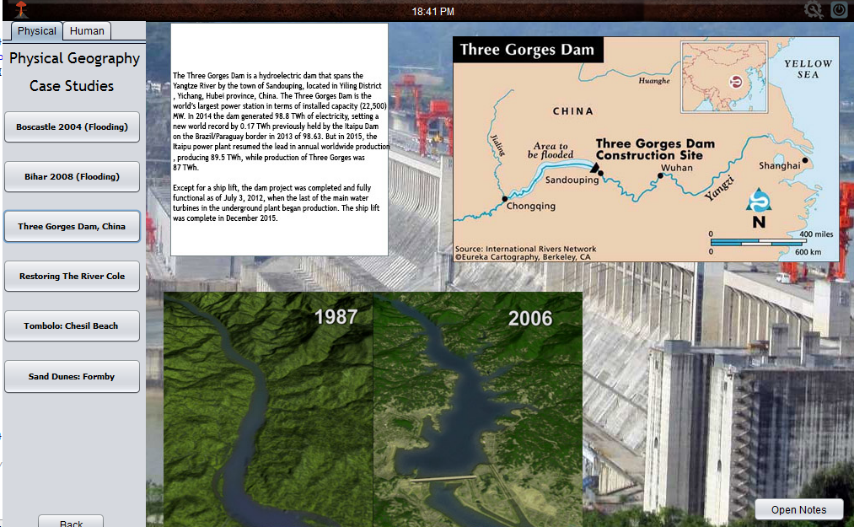 18:41 PM
Physical
Human
Physical Geography
Case Studies
Boscastle 2004 (Flooding)
Bihar 2008 (Flooding)
Three Gorges Dam, China
Restoring The River Cole
Tombolo: Chesil Beach
Sand Dunes: Formby
Back
The Three Gorges Dam is a hydroelectric dam that spans the
Yangtze River by the town of Sandouping, located in Yiling District
, Yichang, Hubei province, China. The Three Gorges Dam is the
world's largest power station in terms of installed capacity (22,500)
MW. In 2014 the dam generated 98.8 TWh of electricity, setting a
new world record by 0.17 TWh previously held by the Itaipu Dam
on the Brazil/Paraguay border in 2013 of 98.63. But in 2015, the
Itaipu power plant resumed the lead in annual worldwide production
, producing 89.5 TWh, while production of Three Gorges was
87 TWh.
Except for a ship lift, the dam project was completed and fully
functional as of July 3, 2012, when the last of the main water
turbines in the underground plant began production. The ship lift
was complete in December 2015.
Three Gorges Dam
YELLOW
SEA
Huanghe
CHINA
Jialing
Area to
be flooded
Three Gorges Dam
Construction Site
Sandouping
Wuhan
Shanghai
Yangzi
Chongqing
N
0 400 miles
0 600 km
Source: International Rivers Network
©Eureka Cartography, Berkeley, CA
1987
2006
Open Notes